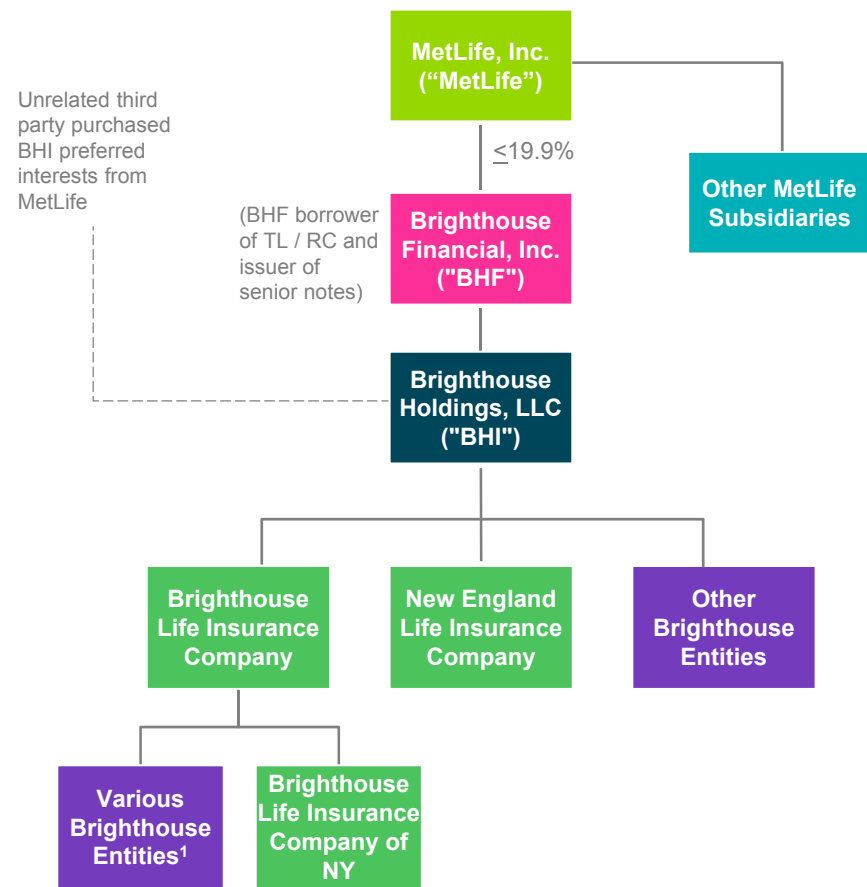 MetLife, Inc.
(“MetLife”)
Unrelated third
party purchased
BHI preferred
interests from
MetLife
≤19.9%
Other MetLife
Subsidiaries
(BHF borrower
of TL / RC and
issuer of
senior notes)
Brighthouse
Financial, Inc.
("BHF")
Brighthouse
Holdings, LLC
("BHI")
Brighthouse
Life Insurance
Company
New England
Life Insurance
Company
Other
Brighthouse
Entities
Various
Brighthouse
Entities¹
Brighthouse
Life Insurance
Company of
NY